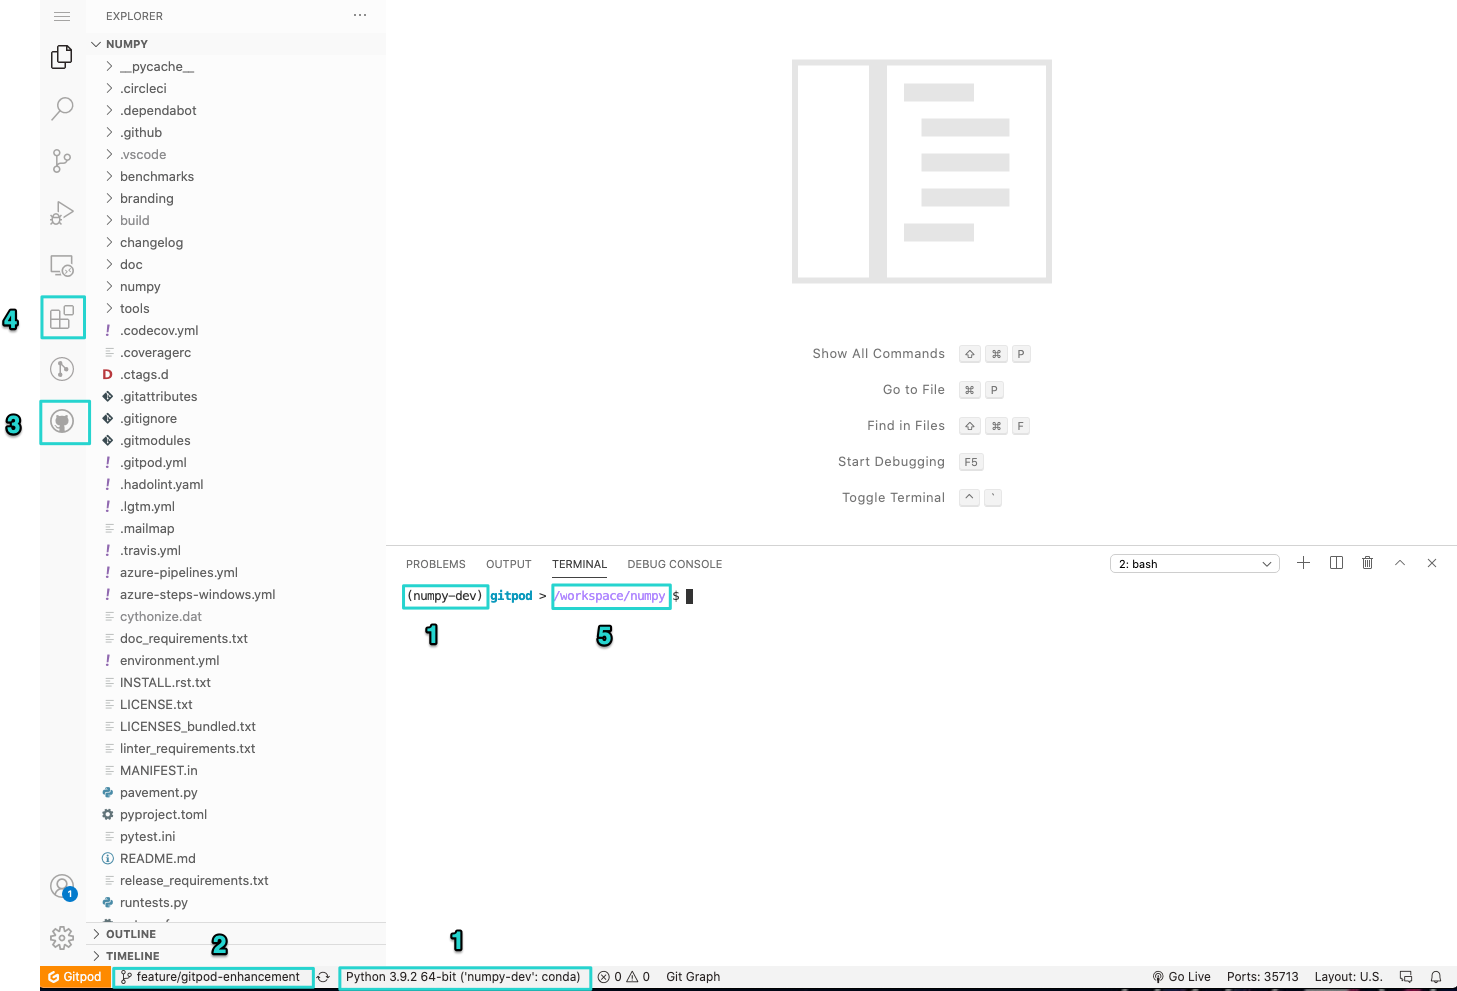 EXPLORER
NUMPY
__pycache__
.circleci
.dependabot
.github
.vscode
benchmarks
branding
build
changelog
doc
numpy
4
tools
.codecov.yml
.coveragerc
D .ctags.d
.gitattributes
3
.gitignore
.gitmodules
! .gitpod.yml
! .hadolint.yaml
! .lgtm.yml
.mailmap
! .travis.yml
! azure-pipelines.yml
! azure-steps-windows.yml
cythonize.dat
doc_requirements.txt
! environment.yml
INSTALL.rst.txt
LICENSE.txt
LICENSES_bundled.txt
linter_requirements.txt
MANIFEST.in
pavement.py
pyproject.toml
pytest.ini
README.md
release_requirements.txt
runtests.py
1
OUTLINE
TIMELINE
2
Show All Commands ⇧ ⌘ P
Go to File ⌘ P
Find in Files ⇧ ⌘ F
Start Debugging F5
Toggle Terminal ^ `
PROBLEMS OUTPUT TERMINAL DEBUG CONSOLE 2: bash
(numpy-dev) gitpod > /workspace/numpy $
1 5
1
Gitpod feature/gitpod-enhancement Python 3.9.2 64-bit ('numpy-dev': conda) 0 0 Git Graph Go Live Ports: 35713 Layout: U.S.